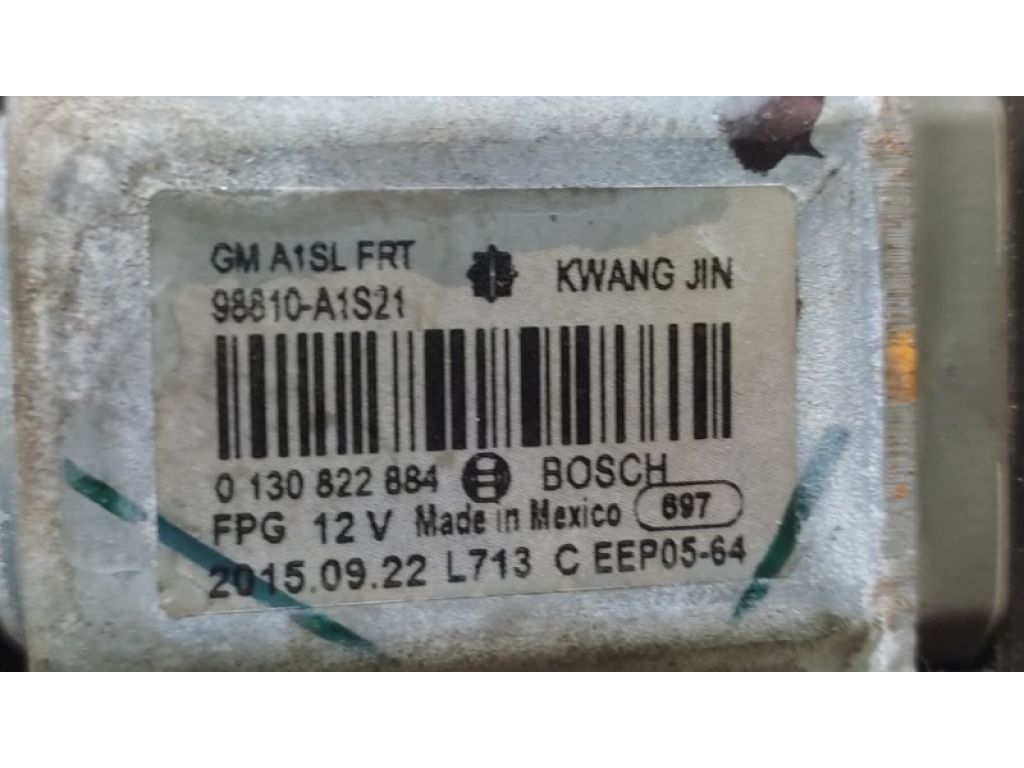 GM A1SL FRT KWANG JIN
98810-A1S21
0 130 822 884 BOSCH
FPG 12 V Made in Mexico 697
2015.09.22 L713 C EEP05-64